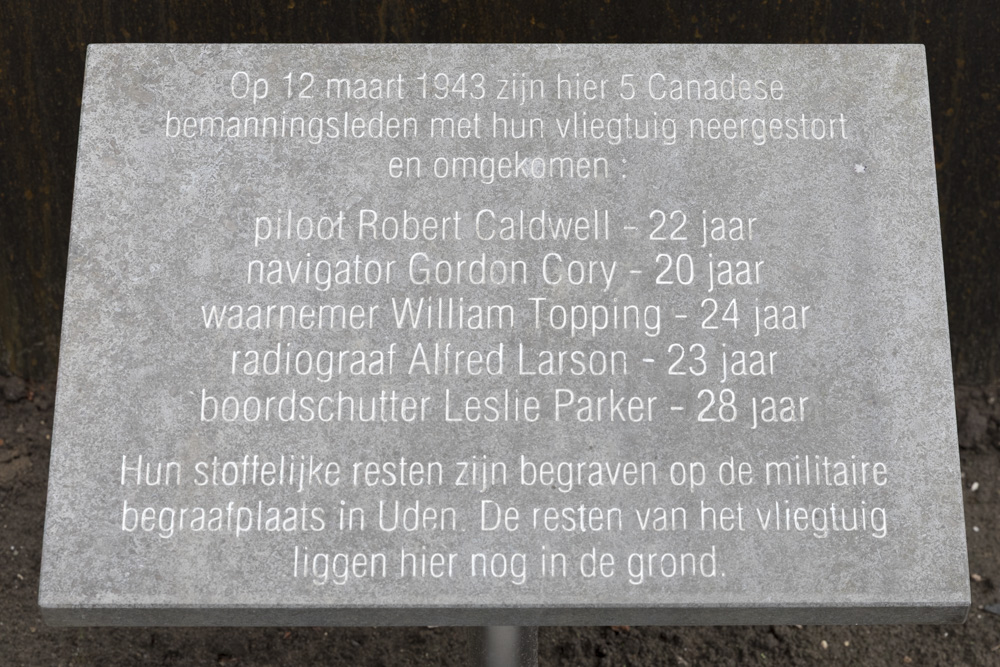 Op 12 maart 1943 zijn hier 5 Canadese
bemanningsleden met hun vliegtuig neergestort
en omgekomen :
piloot Robert Caldwell - 22 jaar
navigator Gordon Cory - 20 jaar
waarnemer William Topping - 24 jaar
radiograaf Alfred Larson - 23 jaar
boordschutter Leslie Parker - 28 jaar
Hun stoffelijke resten zijn begraven op de militaire
begraafplaats in Uden. De resten van het vliegtuig
liggen hier nog in de grond.